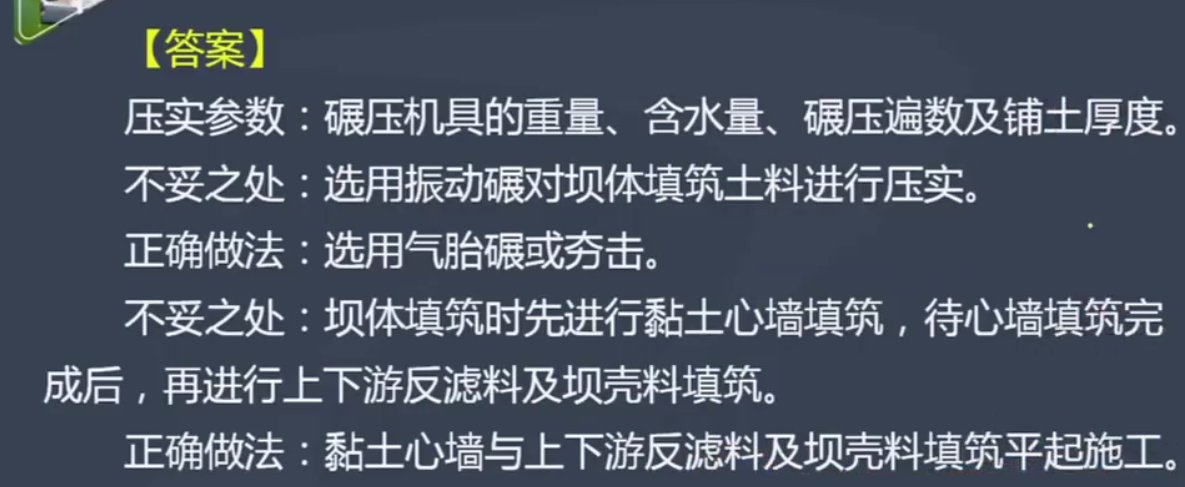 【答案】
压实参数：碾压机具的重量、含水量、碾压遍数及铺土厚度。
不妥之处：选用振动碾对坝体填筑土料进行压实。
正确做法：选用气胎碾或夯击。
不妥之处：坝体填筑时先进行黏土心墙填筑，待心墙填筑完
成后，再进行上下游反滤料及坝壳料填筑。
正确做法：黏土心墙与上下游反滤料及坝壳料填筑平起施工。